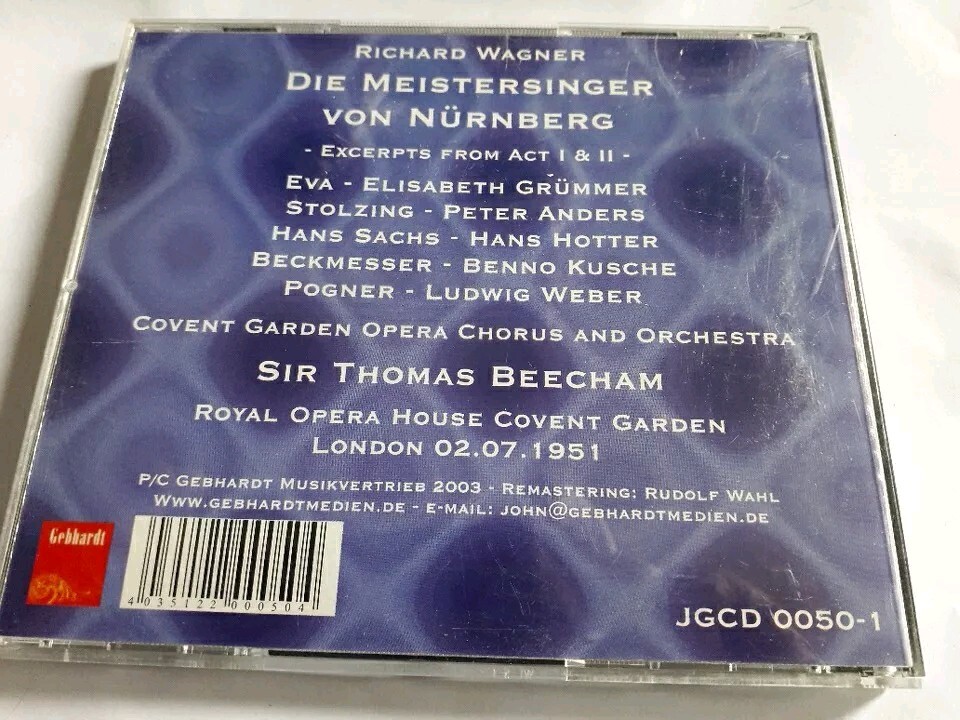 Richard Wagner
Die Meistersinger
von Nürnberg
- Excerpts from Act I & II -
Eva - Elisabeth Grümmer
Stolzing - Peter Anders
Hans Sachs - Hans Hotter
Beckmesser - Benno Kusche
Pogner - Ludwig Weber
Covent Garden Opera Chorus and Orchestra
Sir Thomas Beecham
Royal Opera House Covent Garden
London 02.07.1951
P/C Gebhardt Musikvertrieb 2003 - Remastering: Rudolf Wahl
Www.gebhardtmedien.de - e-mail: john@gebhardtmedien.de
Gebhardt
4 035122 000504
JGCD 0050-1